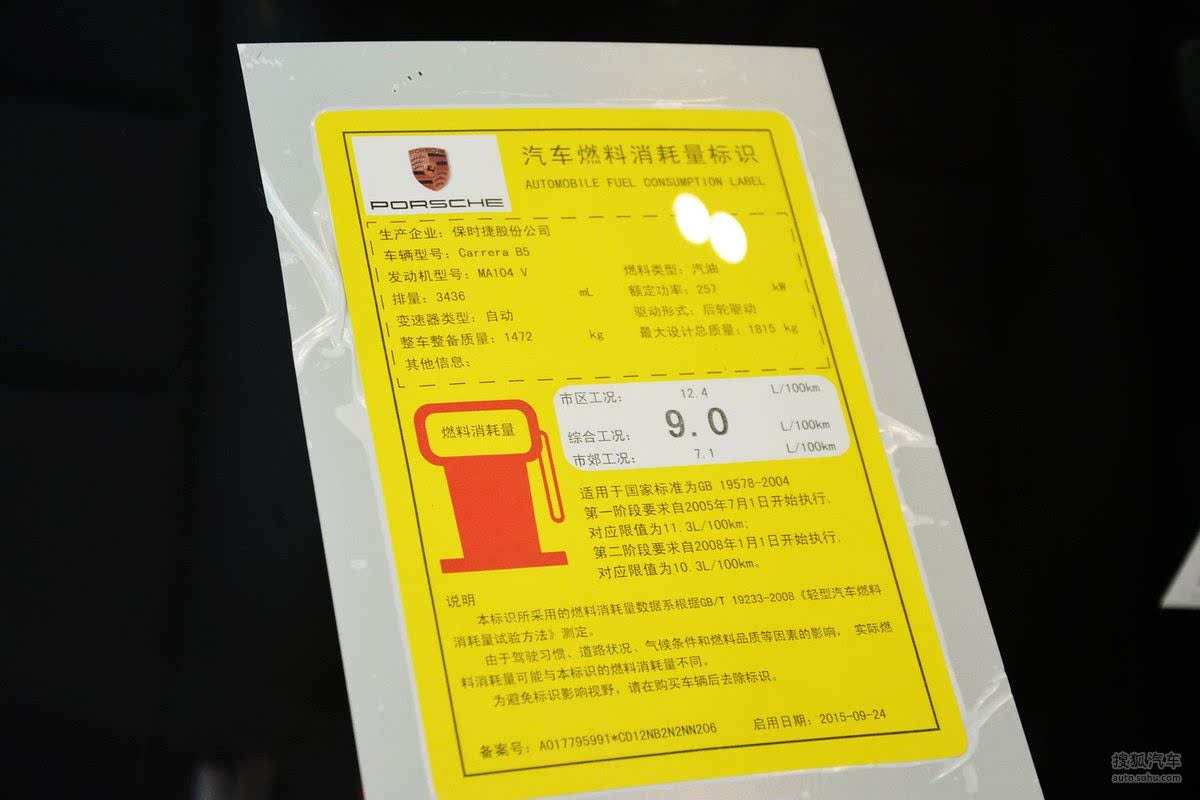 PORSCHE
汽车燃料消耗量标识
AUTOMOBILE FUEL CONSUMPTION LABEL
生产企业：保时捷股份公司
车辆型号：Carrera B5
发动机型号：MA104 V
燃料类型：汽油
排量：3436 mL
额定功率：257 kW
变速器类型：自动
驱动形式：后轮驱动
整车整备质量：1472 kg
最大设计总质量：1815 kg
其他信息：
燃料消耗量
市区工况： 12.4 L/100km
综合工况： 9.0 L/100km
市郊工况： 7.1 L/100km
适用于国家标准为GB 19578-2004
第一阶段要求自2005年7月1日开始执行，
对应限值为11.3L/100km；
第二阶段要求自2008年1月1日开始执行，
对应限值为10.3L/100km。
说明
本标识所采用的燃料消耗量数据系根据GB/T 19233-2008《轻型汽车燃料
消耗量试验方法》测定。
由于驾驶习惯、道路状况、气候条件和燃料品质等因素的影响， 实际燃
料消耗量可能与本标识的燃料消耗量不同。
为避免标识影响视野，请在购买车辆后去除标识。
备案号：A017795991*CD12NB2N2NN206
启用日期：2015-09-24
搜狐汽车
auto.sohu.com